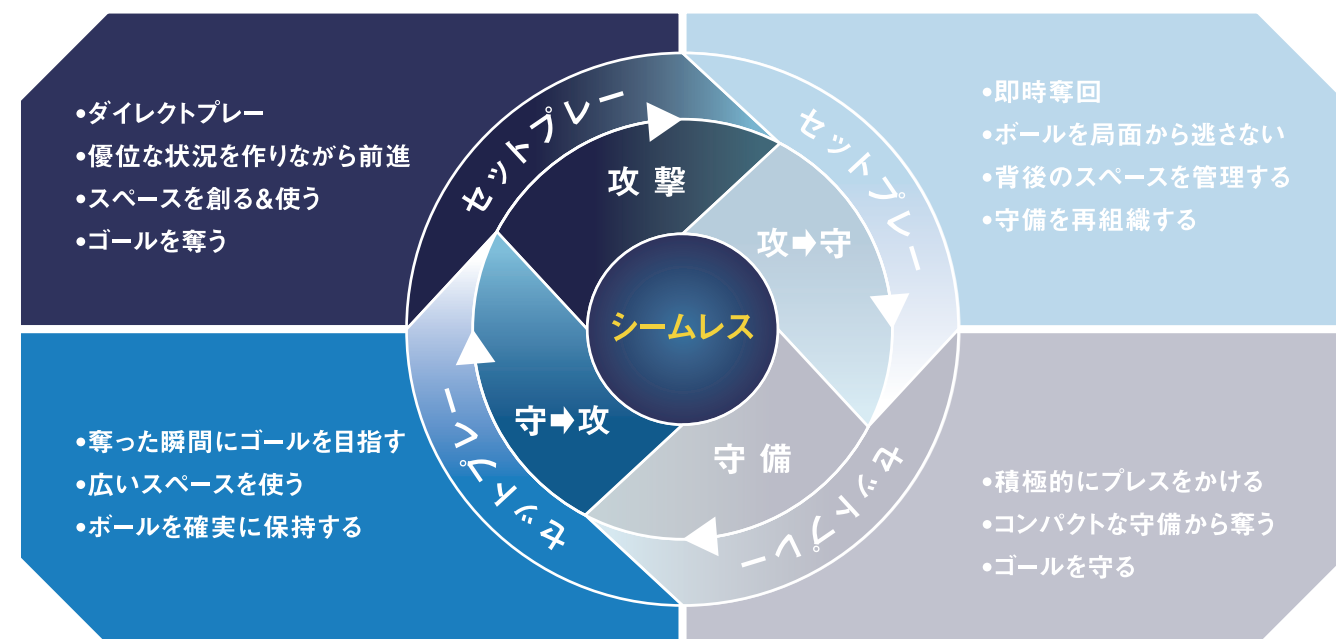 •ダイレクトプレー
•優位な状況を作りながら前進
•スペースを創る&使う
•ゴールを奪う
•即時奪回
•ボールを局面から逃さない
•背後のスペースを管理する
•守備を再組織する
セットプレー
セットプレー
攻撃
攻➡守
シームレス
守➡攻
守備
セットプレー
セットプレー
•奪った瞬間にゴールを目指す
•広いスペースを使う
•ボールを確実に保持する
•積極的にプレスをかける
•コンパクトな守備から奪う
•ゴールを守る